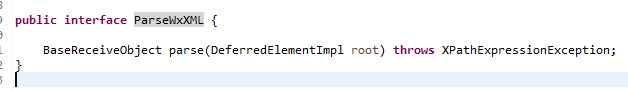 public interface ParseWxXML {
BaseReceiveObject parse(DeferredElementImpl root) throws XPathExpressionException;
}